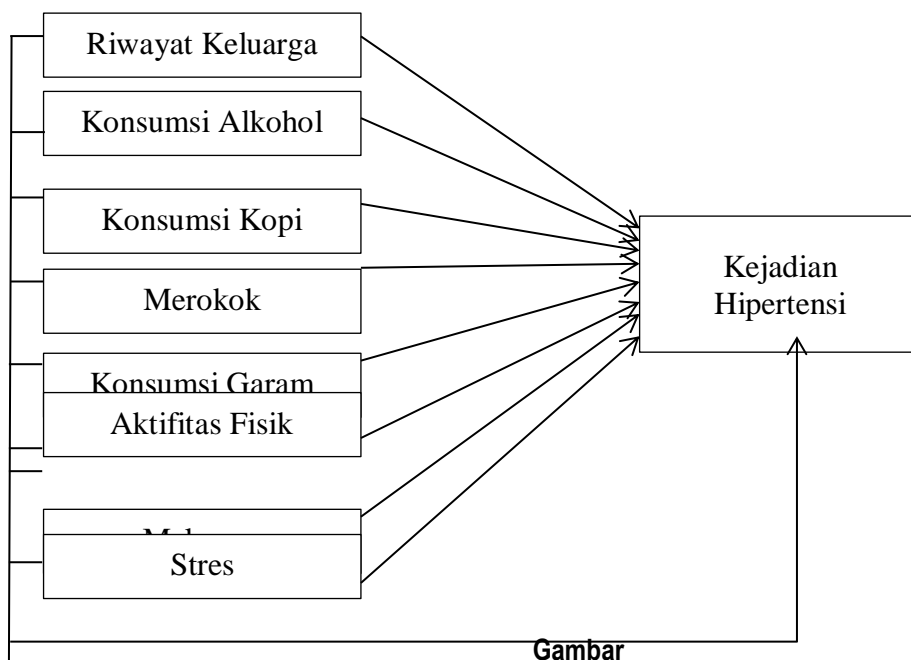 Riwayat Keluarga
Konsumsi Alkohol
Konsumsi Kopi
Merokok
Konsumsi Garam
Aktifitas Fisik
Stres
Kejadian
Hipertensi
Gambar